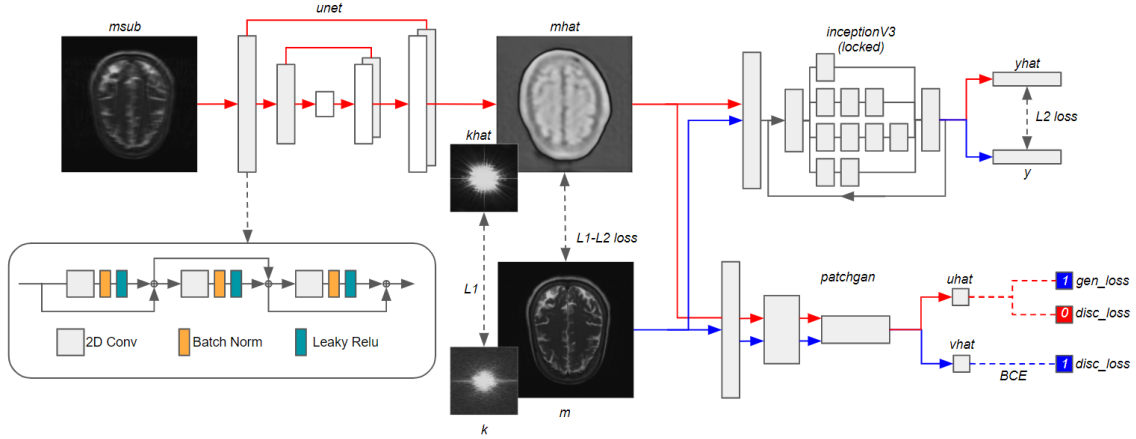 unet
msub
mhat
inceptionV3
(locked)
yhat
L2 loss
y
khat
L1-L2 loss
L1
2D Conv
Batch Norm
Leaky Relu
patchgan
uhat
1 gen_loss
0 disc_loss
vhat
1 disc_loss
BCE
m
k